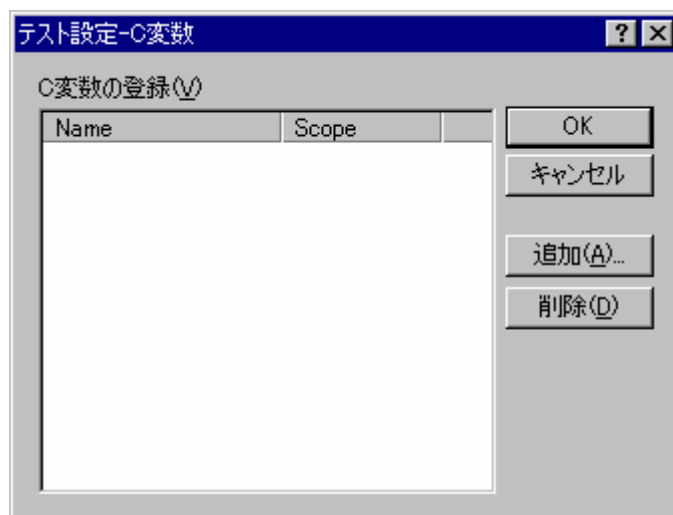 テスト設定-C変数
C変数の登録(V)
Name Scope
OK
キャンセル
追加(A)...
削除(D)